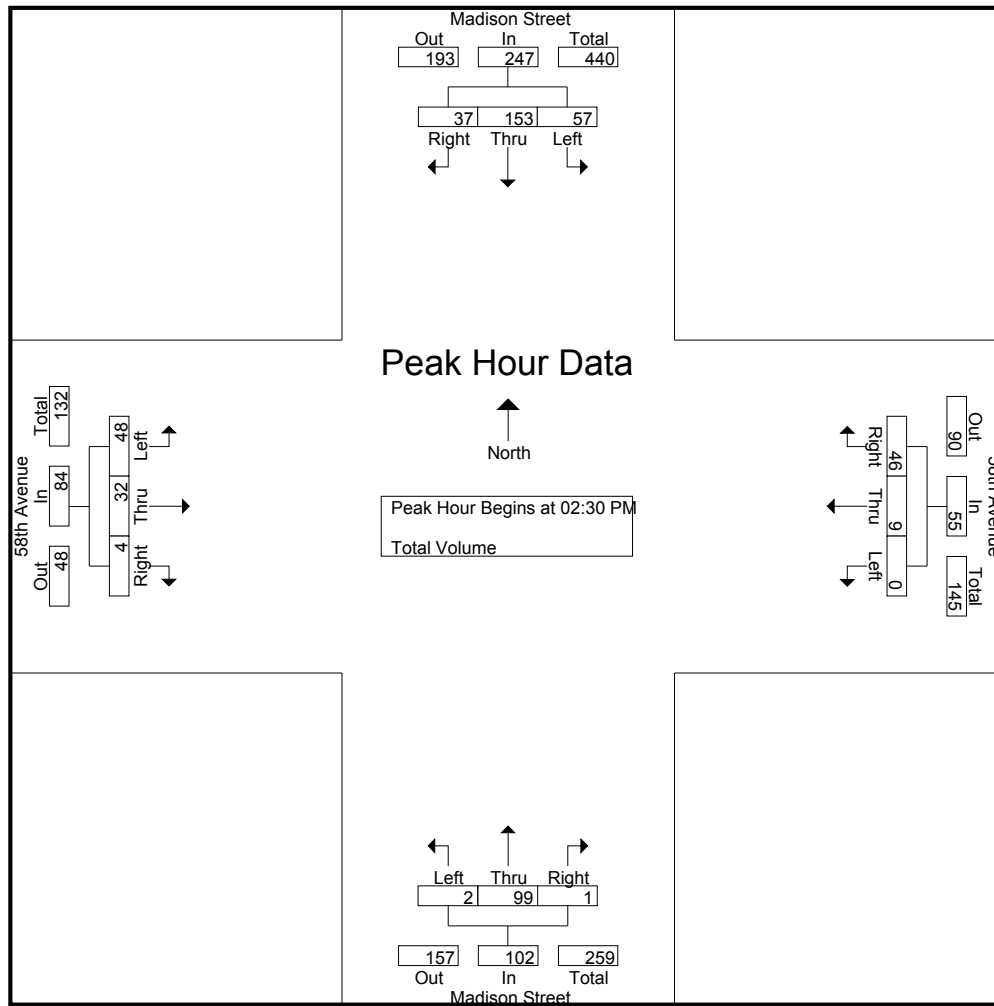 Madison Street
Out In Total
193 247 440
37 153 57
Right Thru Left
Peak Hour Data
North
Peak Hour Begins at 02:30 PM
Total Volume
58th Avenue
Out In Total
48 84 132
Left Thru Right
48 32 4
Right Thru Left
46 9 0
Out In Total
90 55 145
Left Thru Right
2 99 1
157 102 259
Out In Total
Madison Street